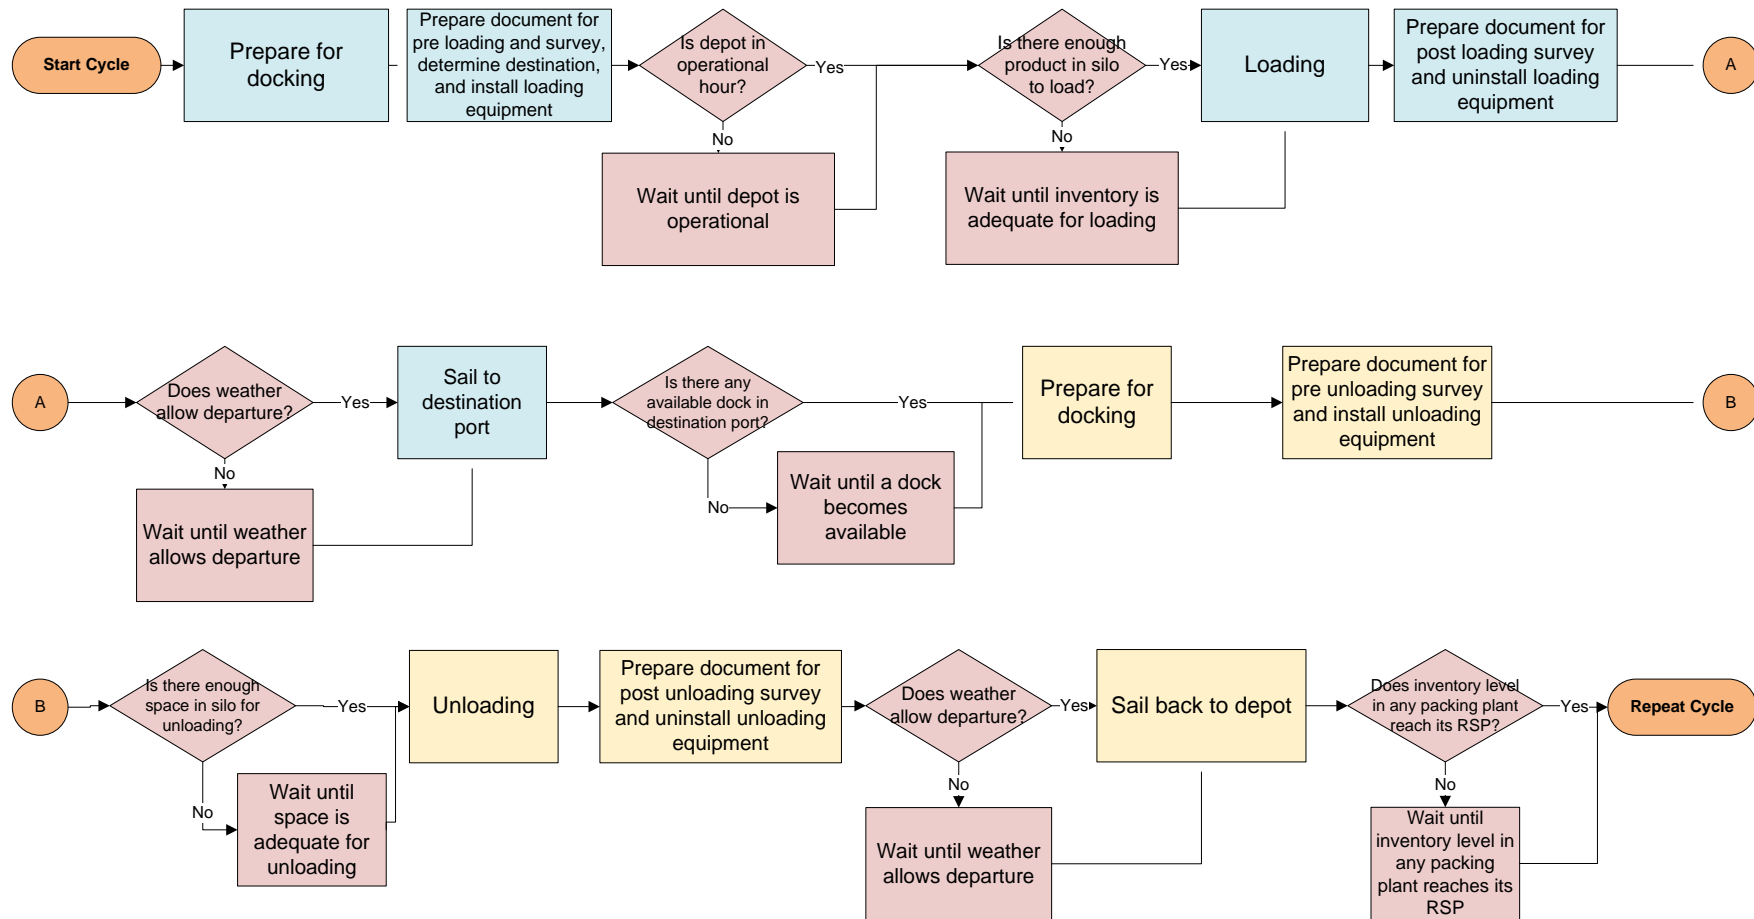 Start Cycle
Prepare for
docking
Prepare document for
pre loading and survey,
determine destination,
and install loading
equipment
Is depot in
operational
hour?
Yes
No
Wait until depot is
operational
Is there enough
product in silo
to load?
Yes
No
Wait until inventory is
adequate for loading
Loading
Prepare document for
post loading survey
and uninstall loading
equipment
A
A
Does weather
allow departure?
Yes
No
Wait until weather
allows departure
Sail to
destination
port
Is there any
available dock in
destination port?
Yes
No
Wait until a dock
becomes
available
Prepare for
docking
Prepare document for
pre unloading survey
and install unloading
equipment
B
B
Is there enough
space in silo for
unloading?
Yes
No
Wait until
space is
adequate for
unloading
Unloading
Prepare document for
post unloading survey
and uninstall unloading
equipment
Does weather
allow departure?
Yes
No
Wait until weather
allows departure
Sail back to depot
Does inventory level
in any packing plant
reach its RSP?
Yes
No
Wait until
inventory level in
any packing
plant reaches its
RSP
Repeat Cycle